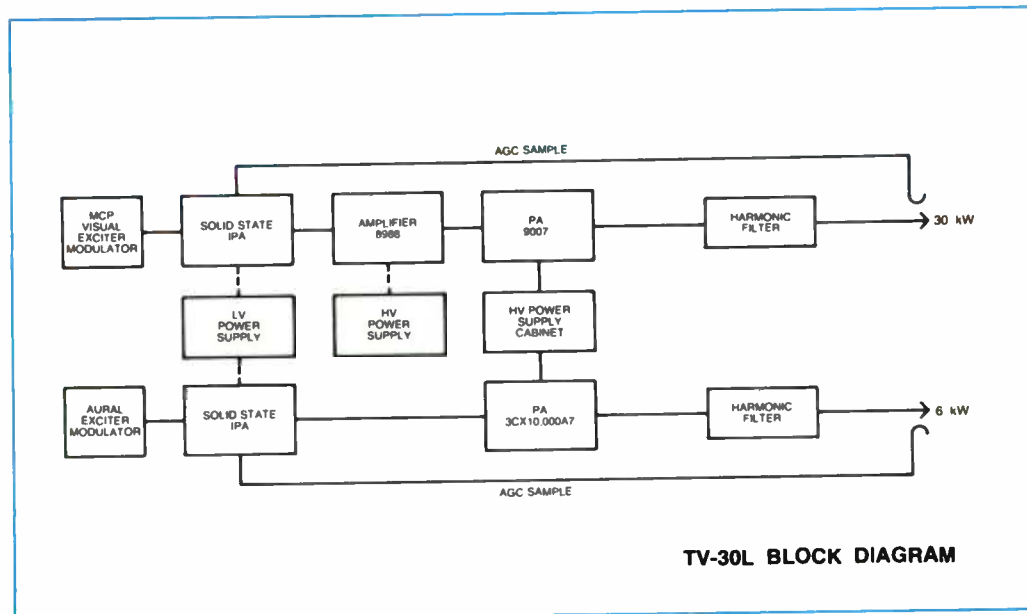 AGC SAMPLE
MCP
VISUAL
EXCITER
MODULATOR
SOLID STATE
IPA
AMPLIFIER
8988
PA
9007
HARMONIC
FILTER
30 kW
LV
POWER
SUPPLY
HV
POWER
SUPPLY
HV POWER
SUPPLY
CABINET
AURAL
EXCITER
MODULATOR
SOLID STATE
IPA
PA
3CX10.000A7
HARMONIC
FILTER
6 kW
AGC SAMPLE
TV-30L BLOCK DIAGRAM